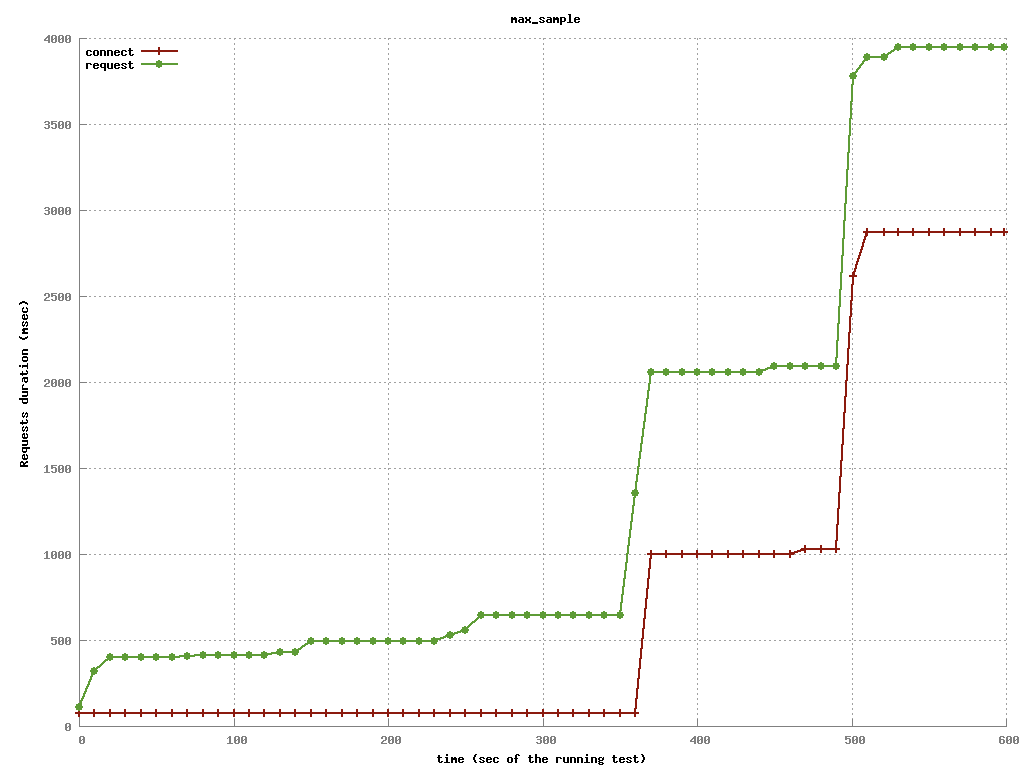 max_sample
connect
request
4000
3500
3000
2500
2000
1500
1000
500
0
Requests duration (msec)
0 100 200 300 400 500 600
time (sec of the running test)